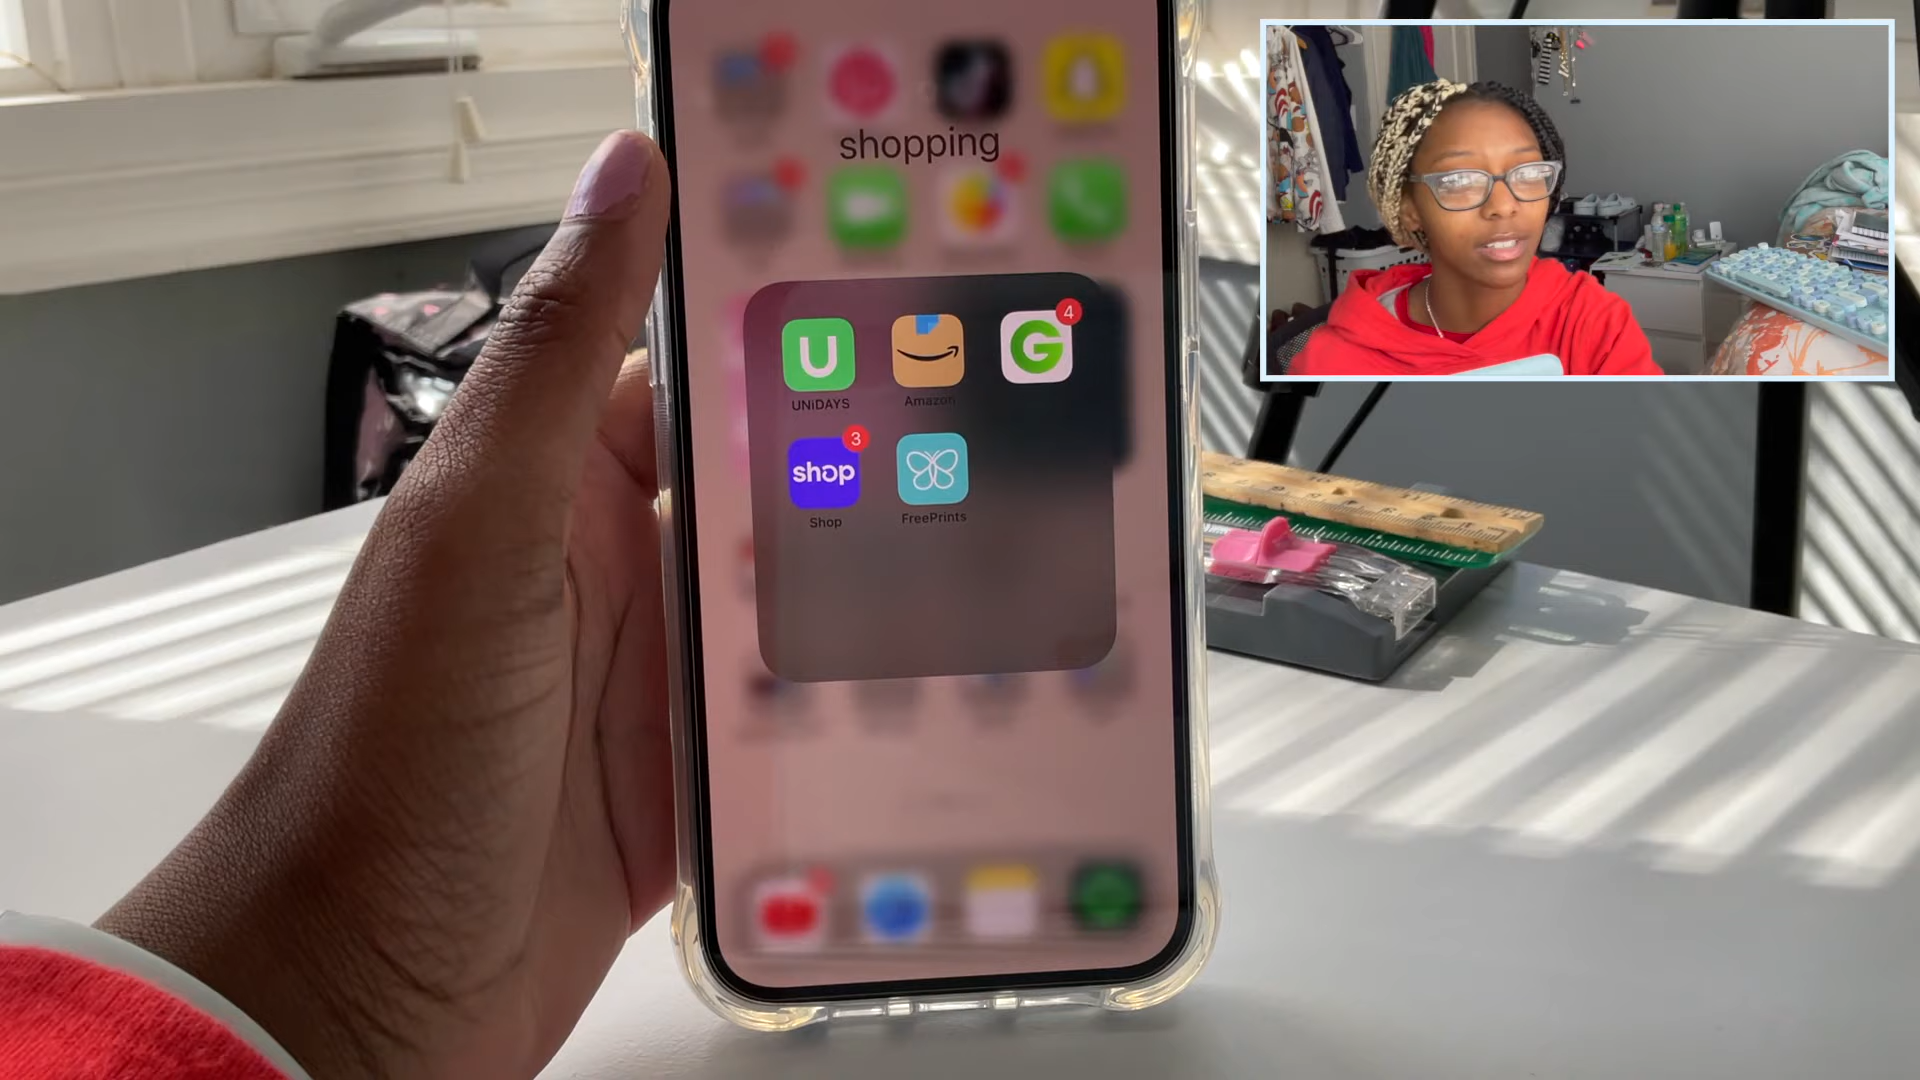 shopping
U
G
4
UNiDAYS
Amazon
shop
3
Shop
FreePrints